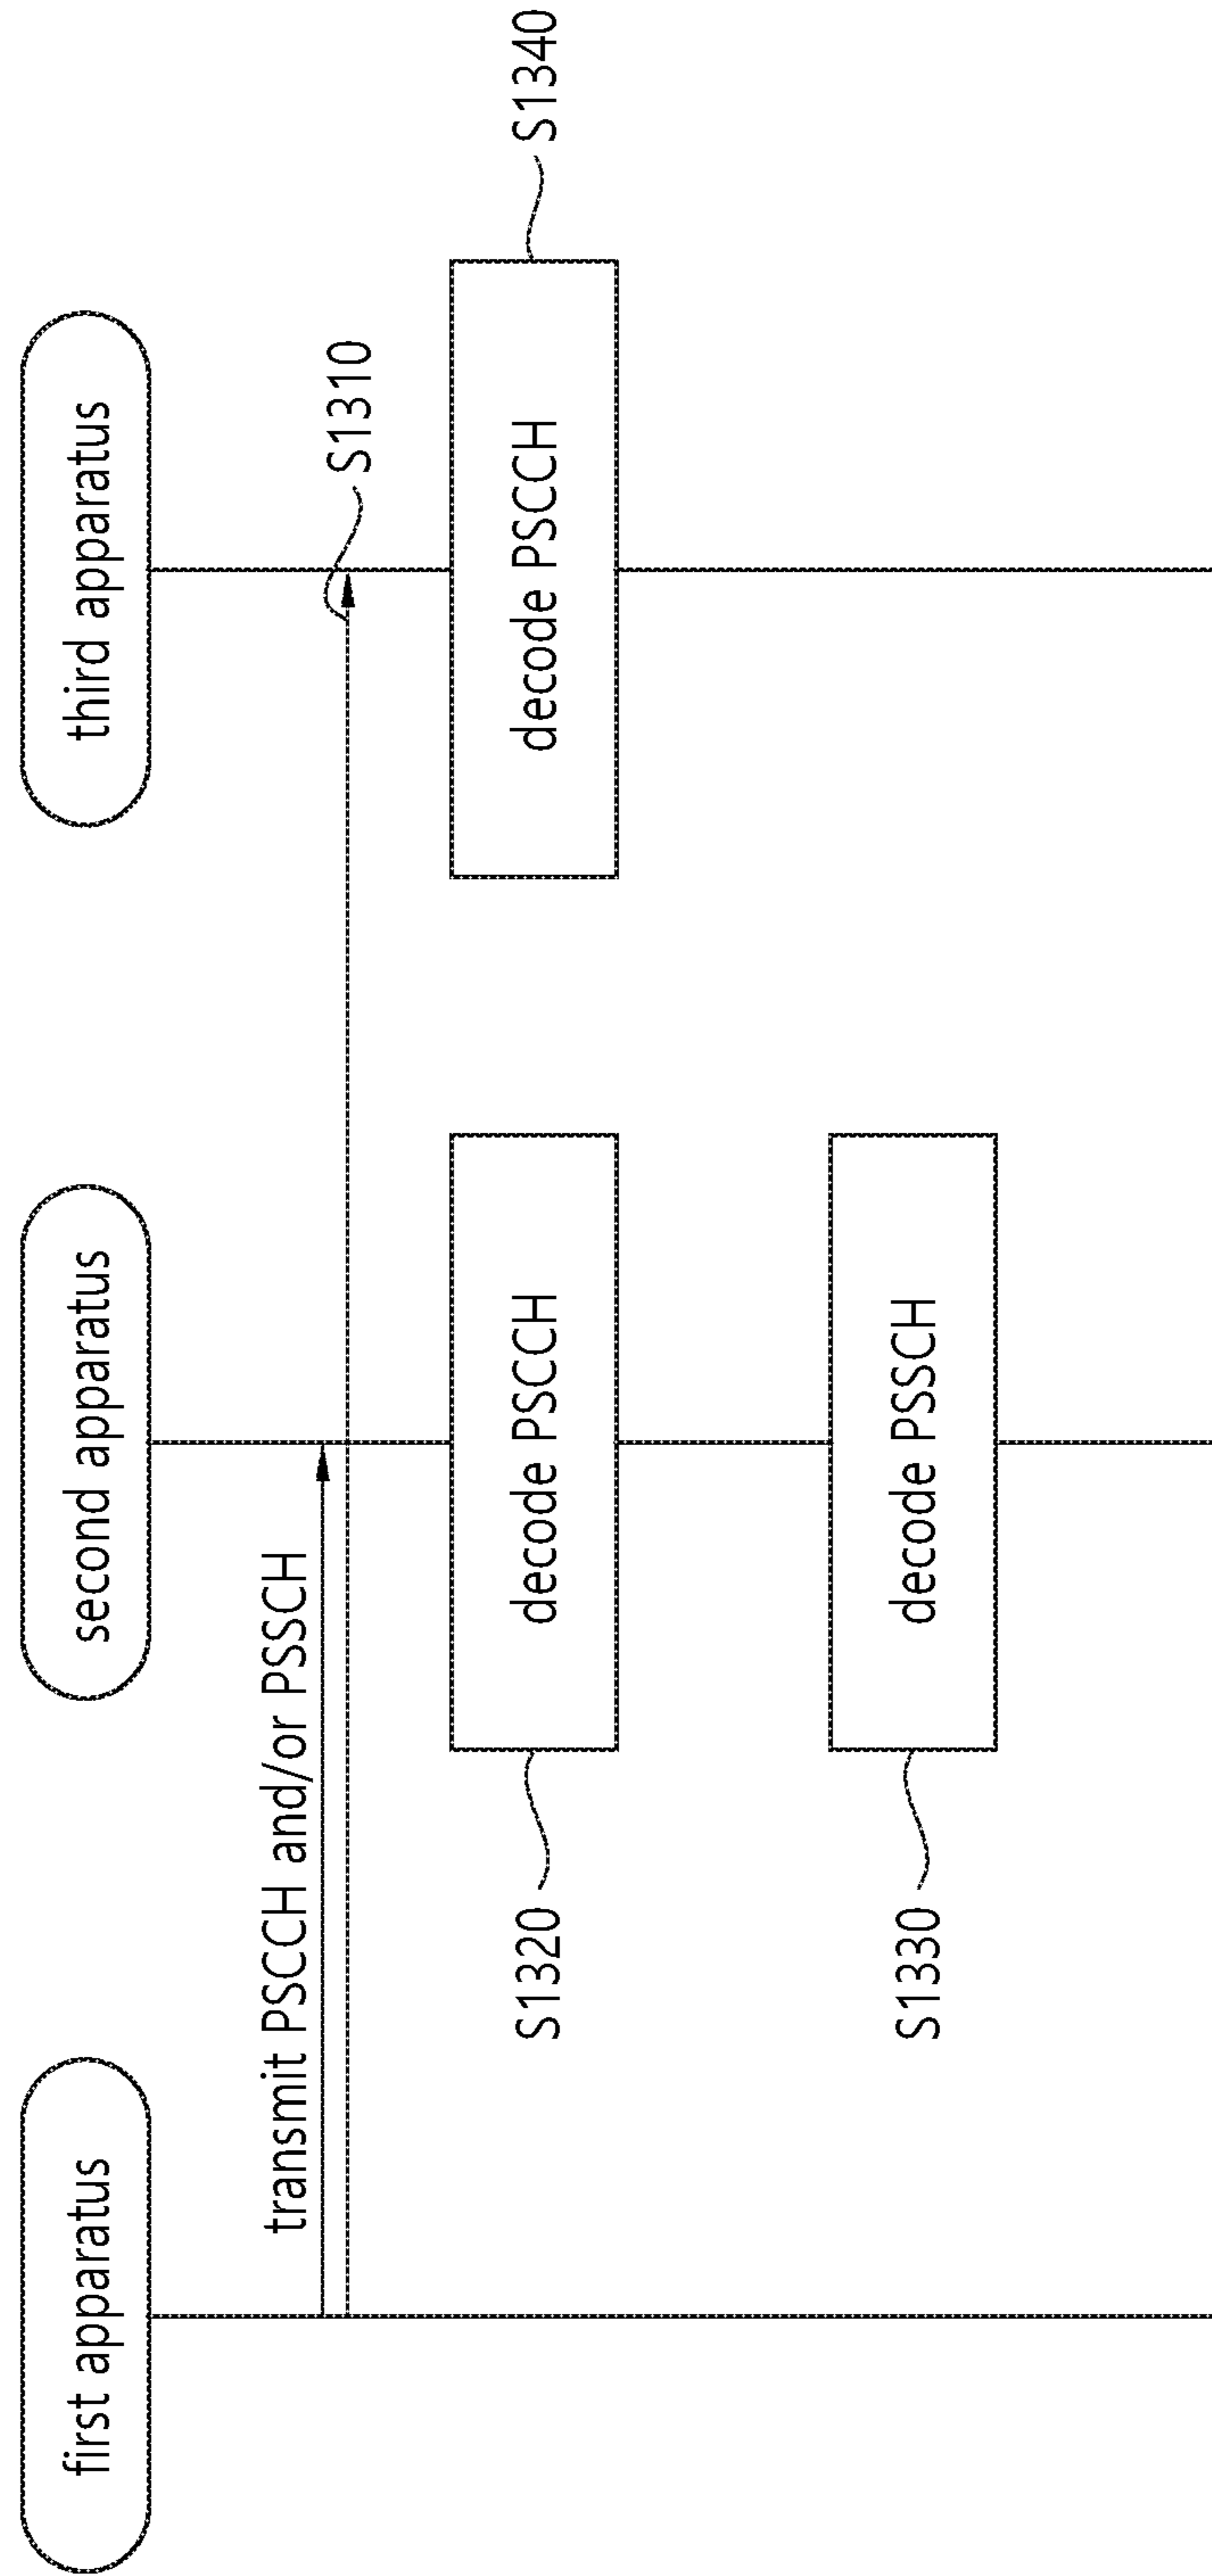 first apparatus
second apparatus
third apparatus
transmit PSCCH and/or PSSCH
S1310
S1320
decode PSCCH
decode PSCCH
S1340
S1330
decode PSSCH